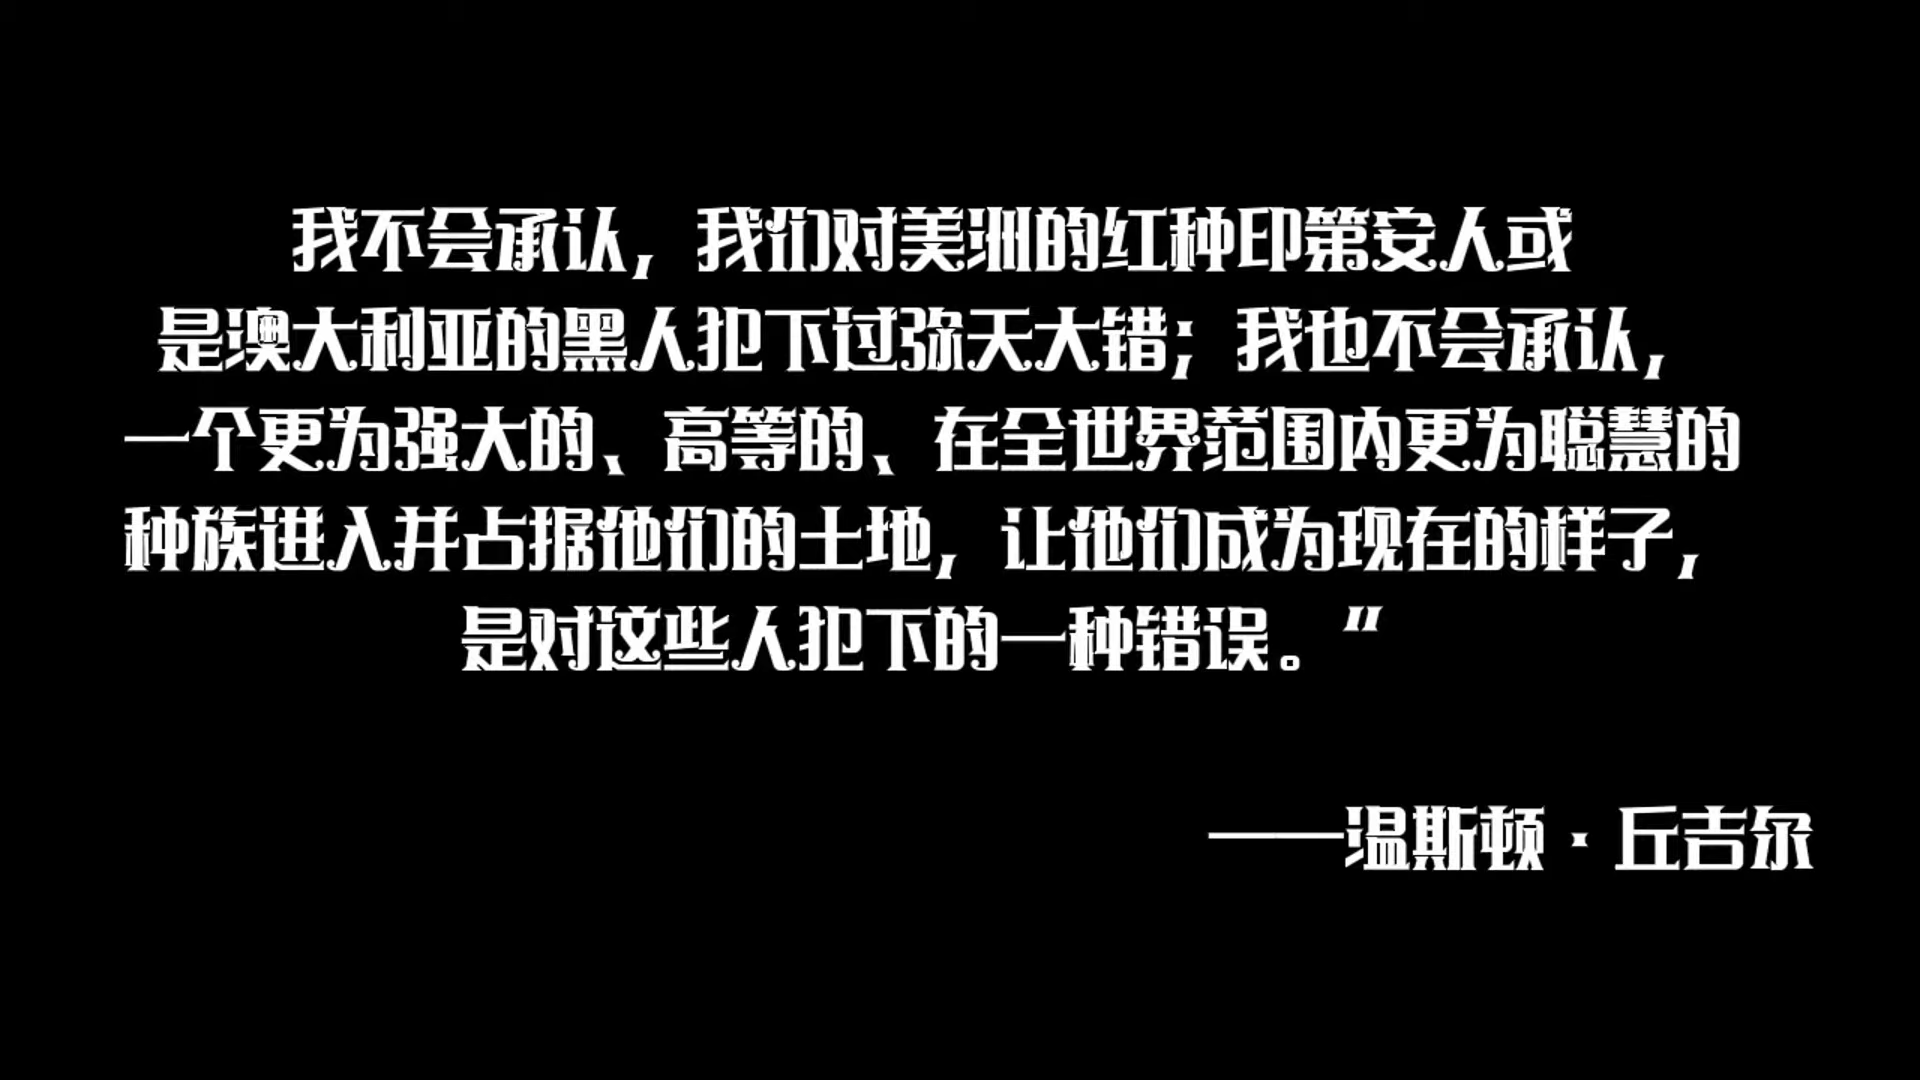 我不会承认，我们对美洲的红种印第安人或
是澳大利亚的黑人犯下过弥天大错；我也不会承认，
一个更为强大的、高等的、在全世界范围内更为聪慧的
种族进入并占据他们的土地，让他们成为现在的样子，
是对这些人犯下的一种错误。”
——温斯顿·丘吉尔